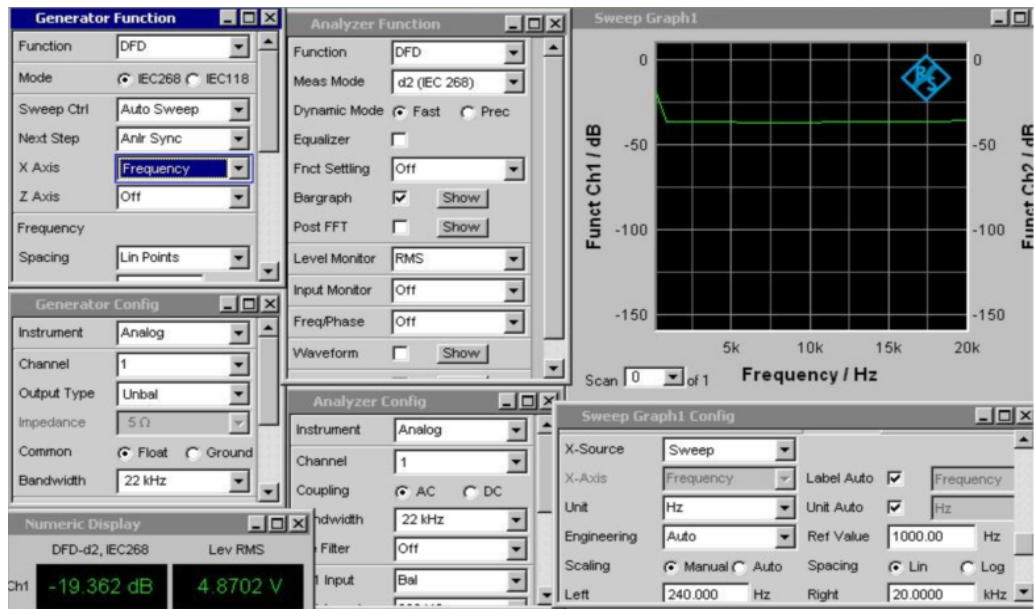 Generator Function
Function DFD
Mode IEC268 IEC118
Sweep Ctrl Auto Sweep
Next Step Anlr Sync
X Axis Frequency
Z Axis Off
Frequency
Spacing Lin Points
Generator Config
Instrument Analog
Channel 1
Output Type Unbal
Impedance 5 Ω
Common Float Ground
Bandwidth 22 kHz
Numeric Display
DFD-d2, IEC268 Lev RMS
Ch1 -19.362 dB 4.8702 V
Analyzer Function
Function DFD
Meas Mode d2 (IEC 268)
Dynamic Mode Fast Prec
Equalizer
Fnct Settling Off
Bargraph Show
Post FFT Show
Level Monitor RMS
Input Monitor Off
Freq/Phase Off
Waveform Show
Analyzer Config
Instrument Analog
Channel 1
Coupling AC DC
ndwidth 22 kHz
Filter Off
1 Input Bal
Sweep Graph1
Funct Ch1 / dB
0
-50
-100
-150
R&S
0
-50
-100
-150
Funct Ch2 / dB
5k 10k 15k 20k
Scan 0 of 1 Frequency / Hz
Sweep Graph1 Config
X-Source Sweep
X-Axis Frequency Label Auto Frequency
Unit Hz Unit Auto Hz
Engineering Auto Ref Value 1000.00 Hz
Scaling Manual Auto Spacing Lin Log
Left 240.000 Hz Right 20.0000 kHz